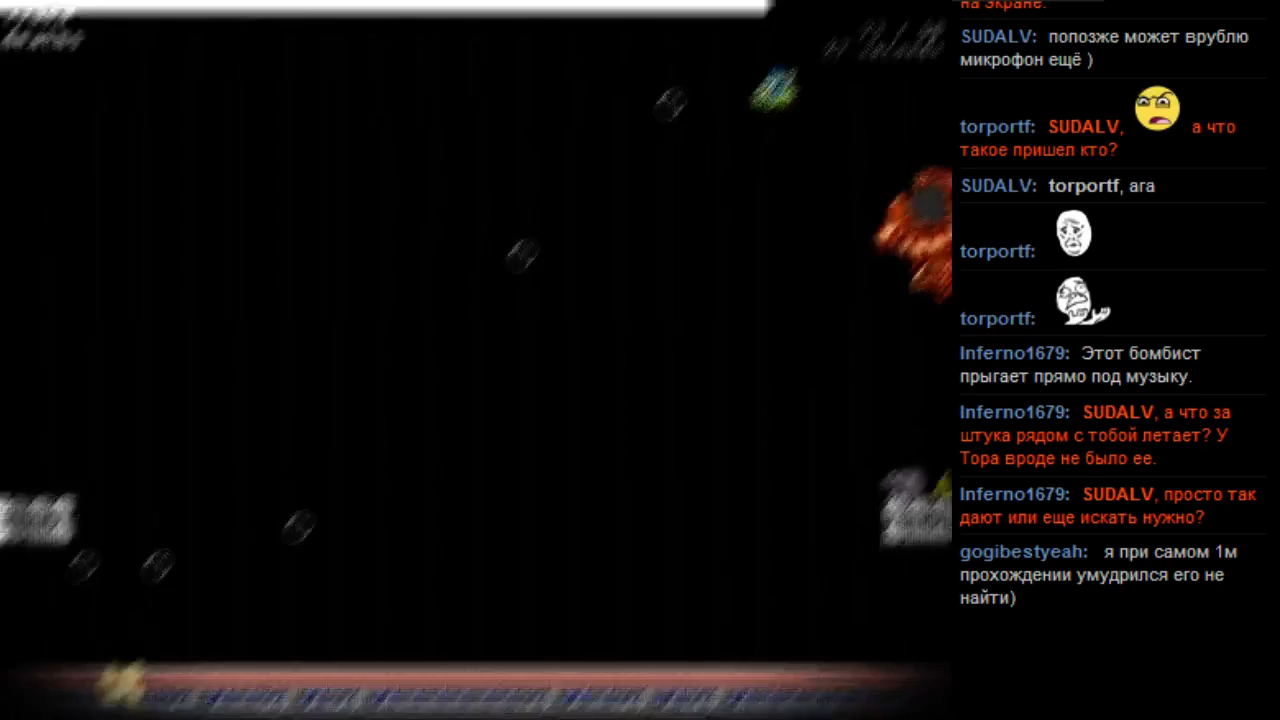 на экране.
SUDALV: попозже может врублю
микрофон ещё )
torportf: SUDALV, а что
такое пришел кто?
SUDALV: torportf, ага
torportf:
torportf:
Inferno1679: Этот бомбист
прыгает прямо под музыку.
Inferno1679: SUDALV, а что за
штука рядом с тобой летает? У
Тора вроде не было ее.
Inferno1679: SUDALV, просто так
дают или еще искать нужно?
gogibestyeah: я при самом 1м
прохождении умудрился его не
найти)